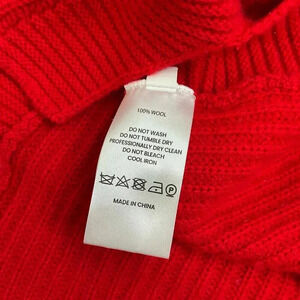 100% WOOL
DO NOT WASH
DO NOT TUMBLE DRY
PROFESSIONALLY DRY CLEAN
DO NOT BLEACH
COOL IRON
P
MADE IN CHINA